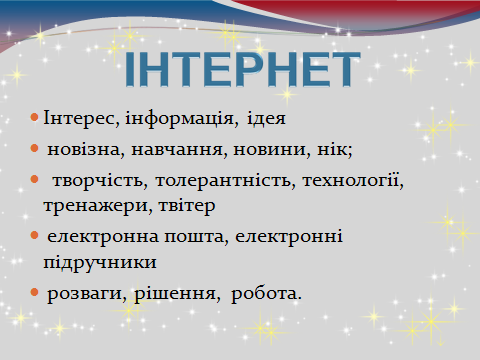 ІНТЕРНЕТ
Інтерес, інформація, ідея
новізна, навчання, новини, нік;
творчість, толерантність, технології,
тренажери, твітер
електронна пошта, електронні
підручники
розваги, рішення, робота.